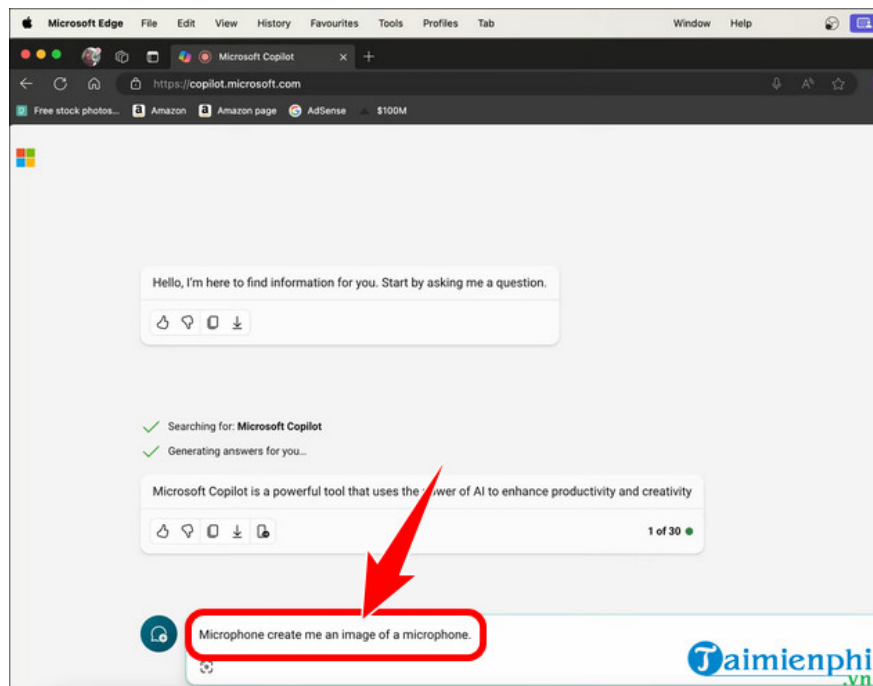 Microsoft Edge File Edit View History Favourites Tools Profiles Tab Window Help
Microsoft Copilot
https://copilot.microsoft.com
Free stock photos... Amazon Amazon page AdSense $100M
Hello, I'm here to find information for you. Start by asking me a question.
Searching for: Microsoft Copilot
Generating answers for you...
Microsoft Copilot is a powerful tool that uses the power of AI to enhance productivity and creativity
1 of 30
Microphone create me an image of a microphone.
Taimienphi
.vn